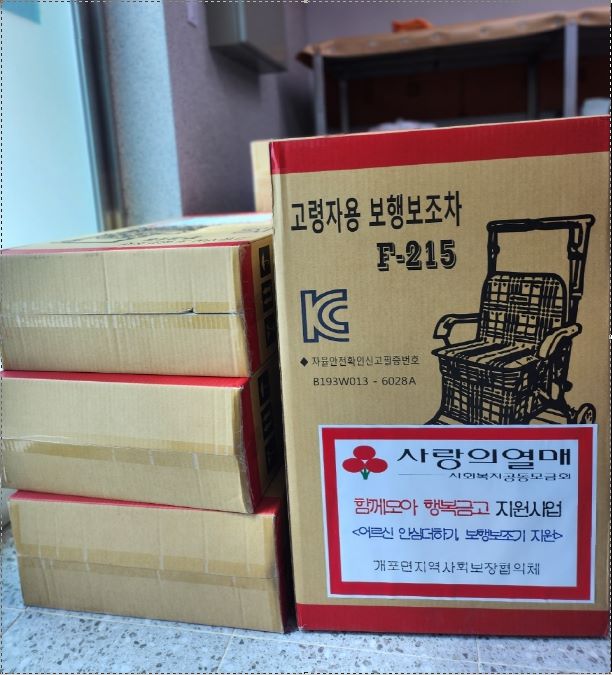 고령자용 보행보조차
F-215
KC
◆ 자율안전확인신고필증번호
B193W013 - 6028A
사랑의열매
사회복지공동모금회
함께모아 행복금고 지원사업
<어르신 안심더하기, 보행보조기 지원>
개포면지역사회보장협의체